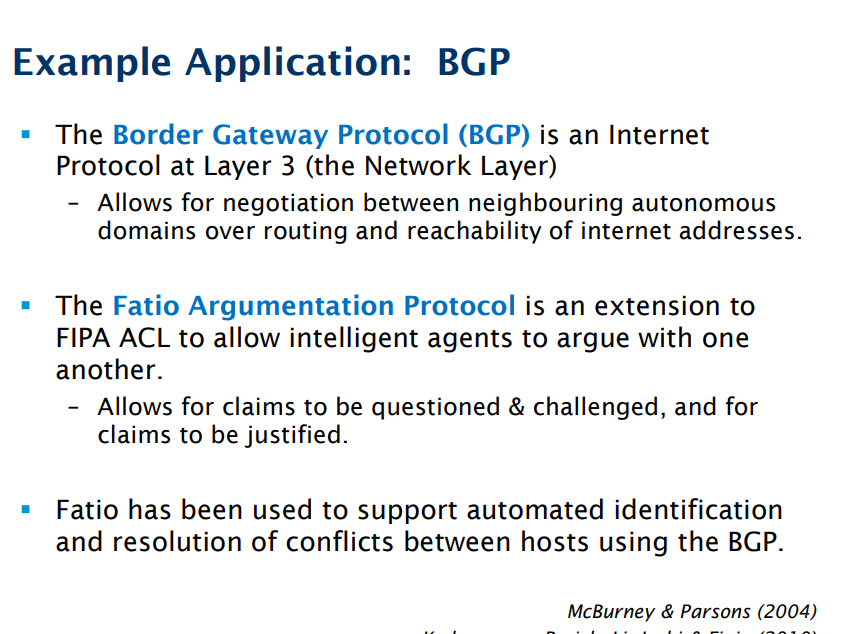 Example Application: BGP
▪ The Border Gateway Protocol (BGP) is an Internet
Protocol at Layer 3 (the Network Layer)
– Allows for negotiation between neighbouring autonomous
domains over routing and reachability of internet addresses.
▪ The Fatio Argumentation Protocol is an extension to
FIPA ACL to allow intelligent agents to argue with one
another.
– Allows for claims to be questioned & challenged, and for
claims to be justified.
▪ Fatio has been used to support automated identification
and resolution of conflicts between hosts using the BGP.
McBurney & Parsons (2004)